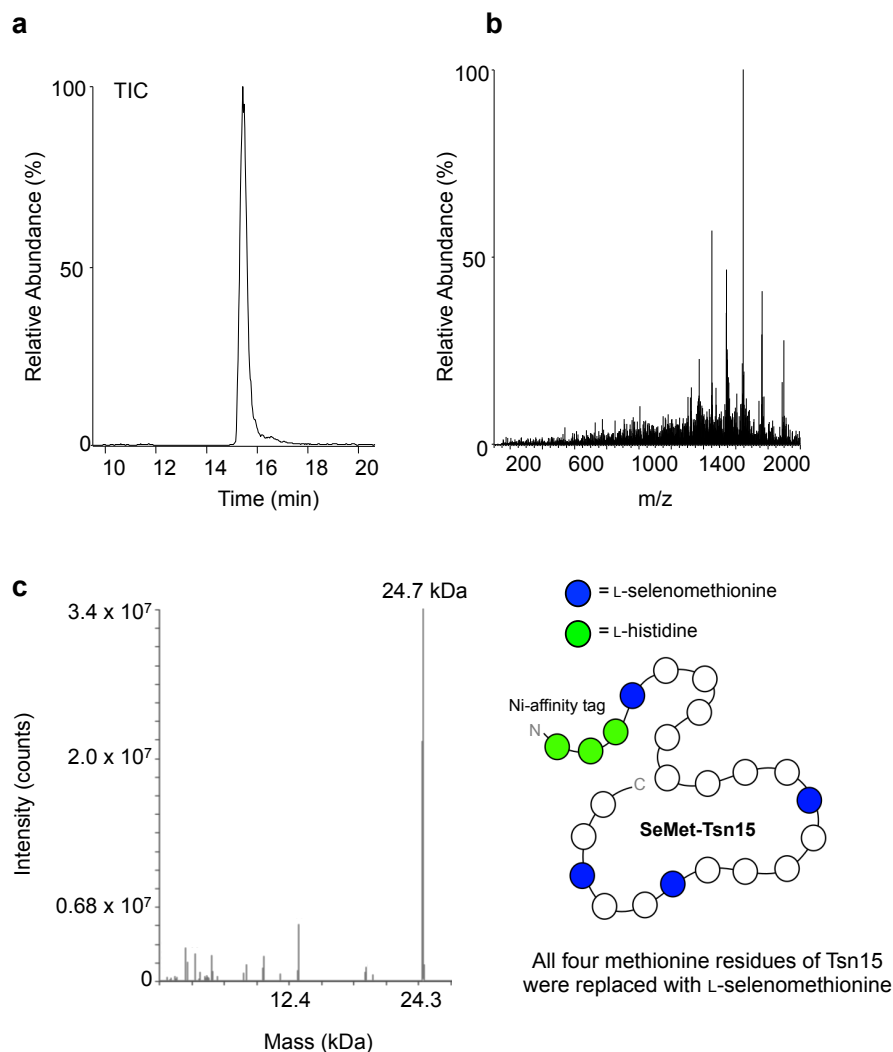 a
TIC
100
50
0
Relative Abundance (%)
10 12 14 16 18 20
Time (min)
b
100
50
0
Relative Abundance (%)
200 600 1000 1400 2000
m/z
c
24.7 kDa
3.4 x 10⁷
2.0 x 10⁷
0.68 x 10⁷
0
Intensity (counts)
12.4 24.3
Mass (kDa)
= L-selenomethionine
= L-histidine
Ni-affinity tag
N
C
SeMet-Tsn15
All four methionine residues of Tsn15
were replaced with L-selenomethionine